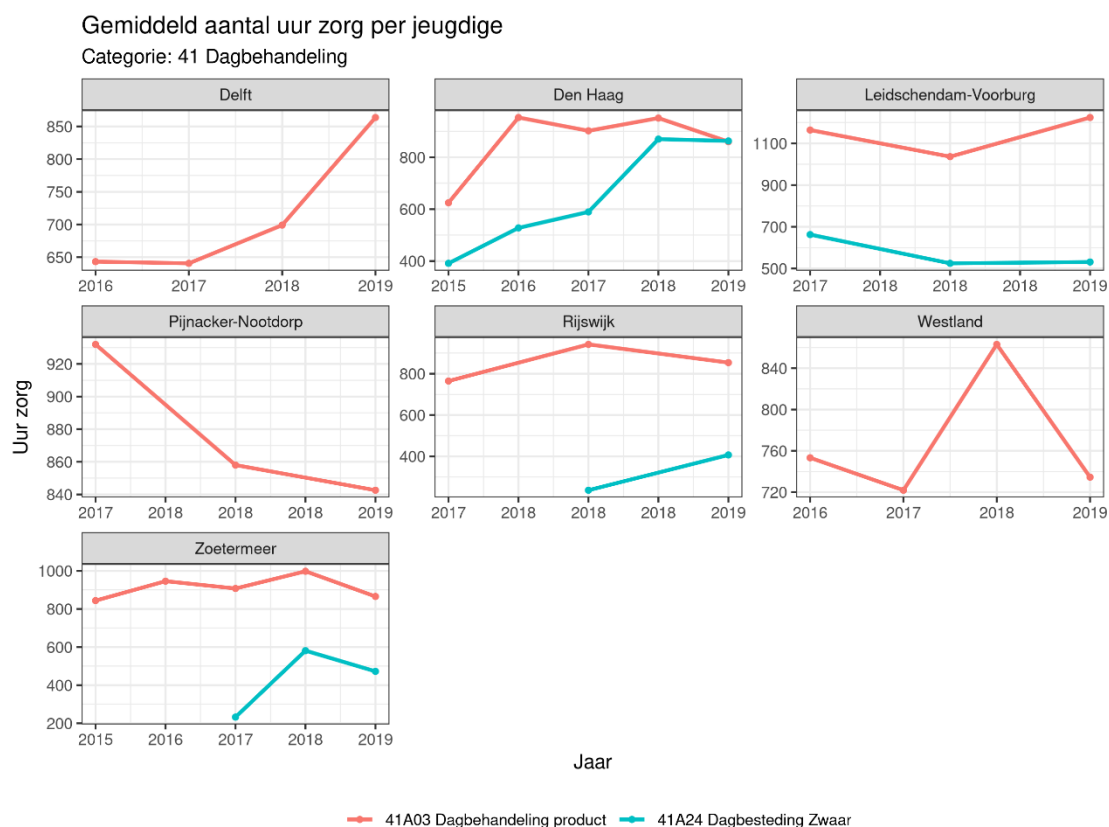 Gemiddeld aantal uur zorg per jeugdige
Categorie: 41 Dagbehandeling
Delft
850
800
750
700
650
2016 2017 2018 2019
Den Haag
800
600
400
2015 2016 2017 2018 2019
Leidschendam-Voorburg
1100
900
700
500
2017 2018 2018 2018 2019
Uur zorg
Pijnacker-Nootdorp
920
900
880
860
840
2017 2018 2018 2018 2019
Rijswijk
800
600
400
2017 2018 2018 2018 2019
Westland
840
800
760
720
2016 2017 2018 2019
Zoetermeer
1000
800
600
400
200
2015 2016 2017 2018 2019
Jaar
41A03 Dagbehandeling product 41A24 Dagbesteding Zwaar